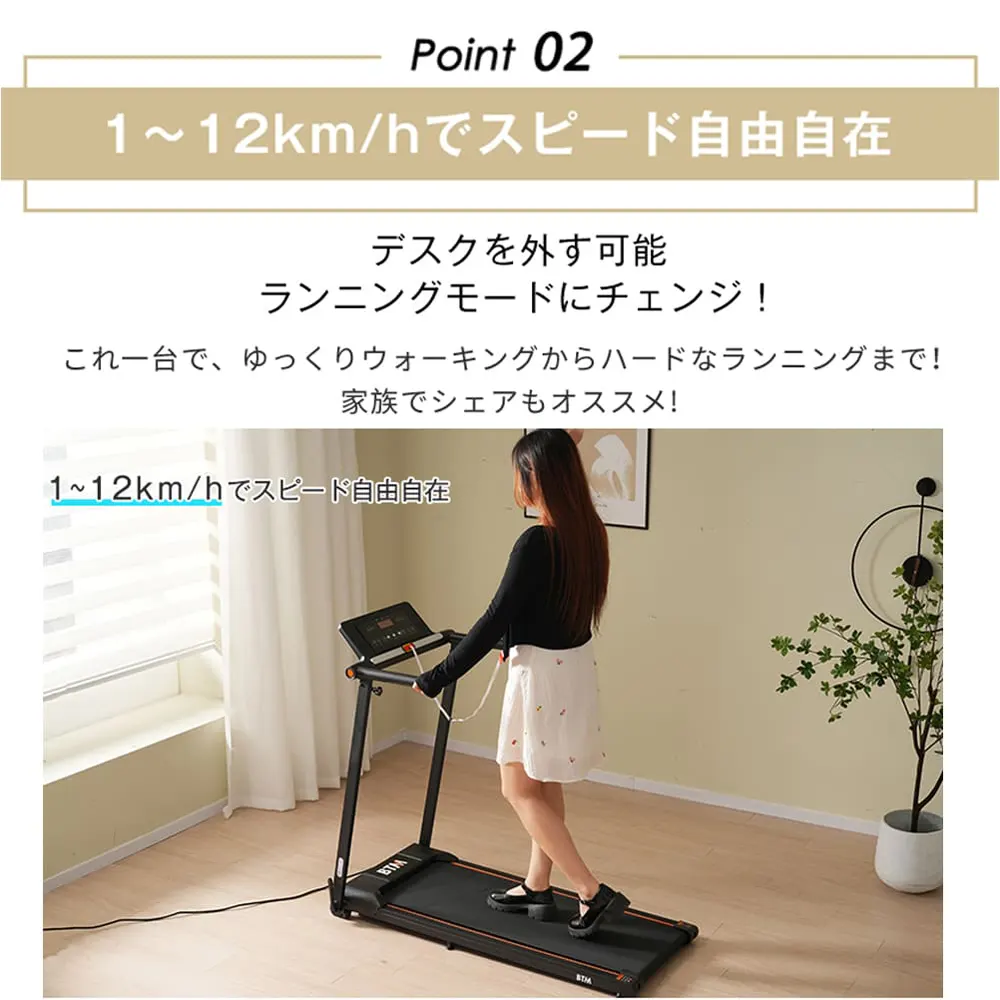 Point 02
1～12km/hでスピード自由自在
デスクを外す可能
ランニングモードにチェンジ！
これ一台で、ゆっくりウォーキングからハードなランニングまで!
家族でシェアもオススメ!
1~12km/hでスピード自由自在
BTM
BTM